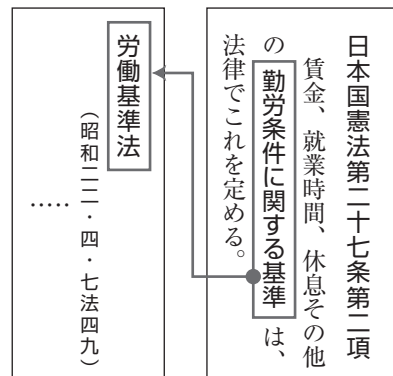 日本国憲法第二十七条第二項
賃金、就業時間、休息その他
の勤労条件に関する基準は、
法律でこれを定める。
労働基準法
（昭和二二・四・七法四九）
……